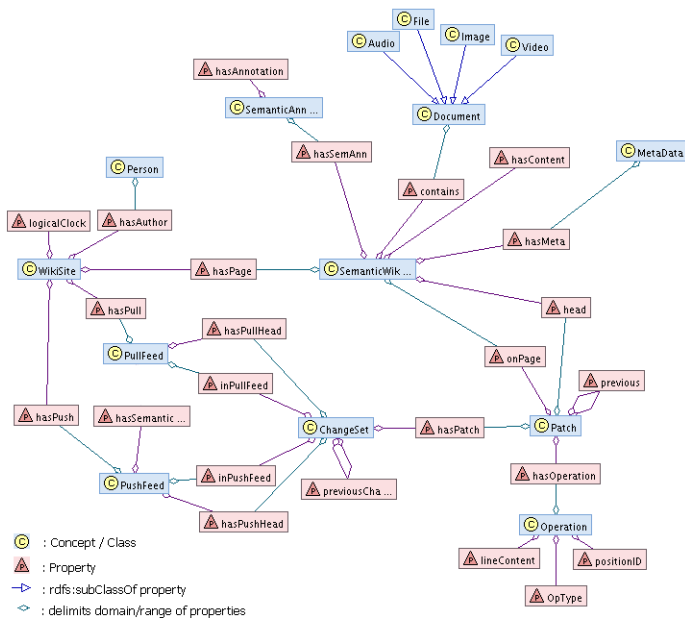 C File
C Audio
C Image
C Video
P hasAnnotation
C SemanticAnn ...
C Document
P hasSemAnn
P hasContent
C MetaData
C Person
P contains
P logicalClock
P hasAuthor
P hasMeta
C WikiSite
P hasPage
C SemanticWik ...
P hasPull
P head
P hasPullHead
C PullFeed
P onPage
P inPullFeed
P previous
P hasPush
P hasSemantic ...
C ChangeSet
P hasPatch
C Patch
P inPushFeed
P hasOperation
C PushFeed
P previousCha ...
P hasPushHead
C Operation
C : Concept / Class
P lineContent
P positionID
P : Property
: rdfs:subClassOf property
P OpType
: delimits domain/range of properties